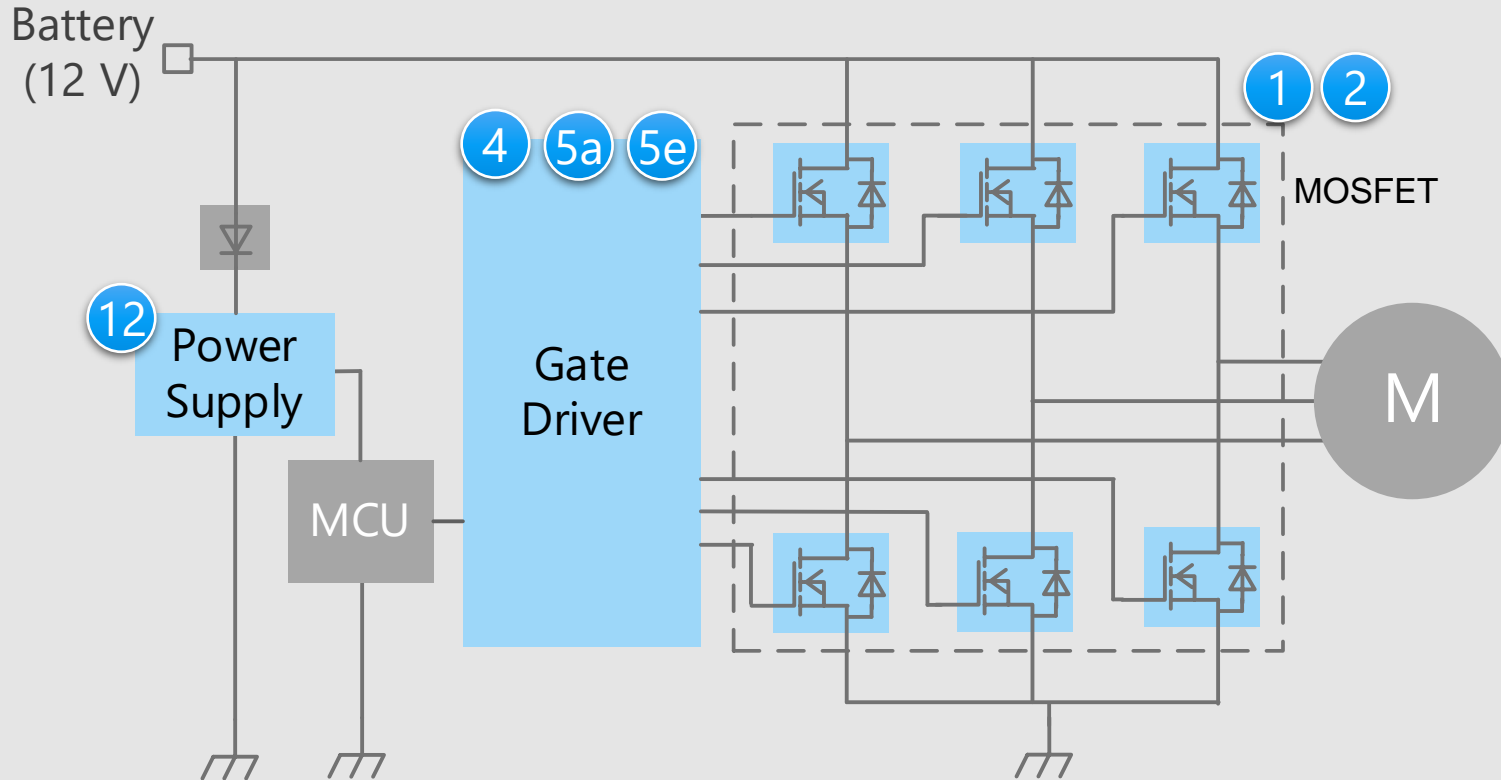 Battery
(12 V)
1 2
4 5a 5e
MOSFET
12
Power
Supply
Gate
Driver
M
MCU